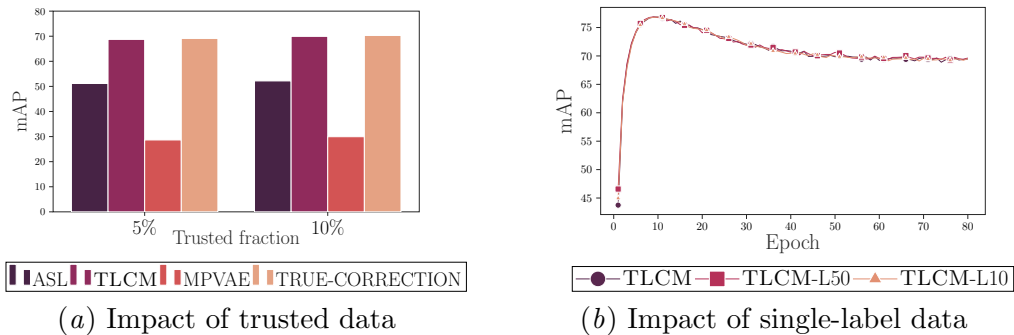 80
70
60
50
40
30
20
10
0
mAP
5%
10%
Trusted fraction
ASL TLCM MPVAE TRUE-CORRECTION
(a) Impact of trusted data
75
70
65
60
55
50
45
mAP
0 10 20 30 40 50 60 70 80
Epoch
TLCM TLCM-L50 TLCM-L10
(b) Impact of single-label data